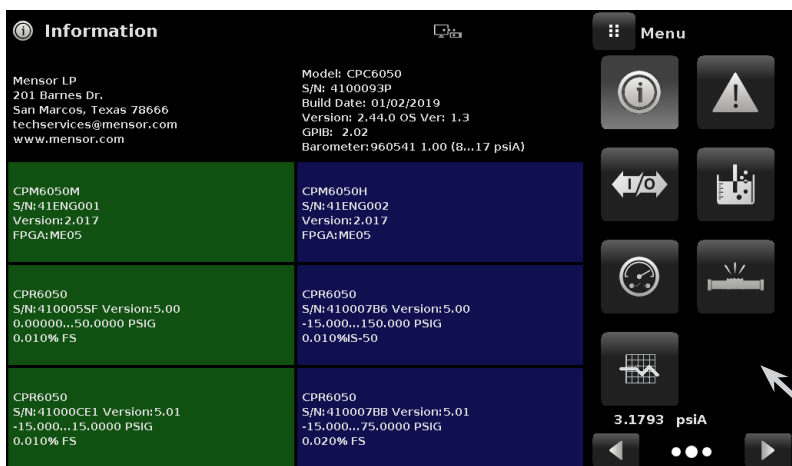 Information
Menu
Mensor LP
201 Barnes Dr.
San Marcos, Texas 78666
techservices@mensor.com
www.mensor.com
Model: CPC6050
S/N: 4100093P
Build Date: 01/02/2019
Version: 2.44.0 OS Ver: 1.3
GPIB: 2.02
Barometer:960541 1.00 (8...17 psiA)
CPM6050M
S/N:41ENG001
Version:2.017
FPGA:ME05
CPM6050H
S/N:41ENG002
Version:2.017
FPGA:ME05
CPR6050
S/N:410005SF Version:5.00
0.00000...50.0000 PSIG
0.010% FS
CPR6050
S/N:410007B6 Version:5.00
-15.000...150.000 PSIG
0.010%IS-50
CPR6050
S/N:41000CE1 Version:5.01
-15.000...15.0000 PSIG
0.010% FS
CPR6050
S/N:410007BB Version:5.01
-15.000...75.0000 PSIG
0.020% FS
I/O
3.1793 psiA